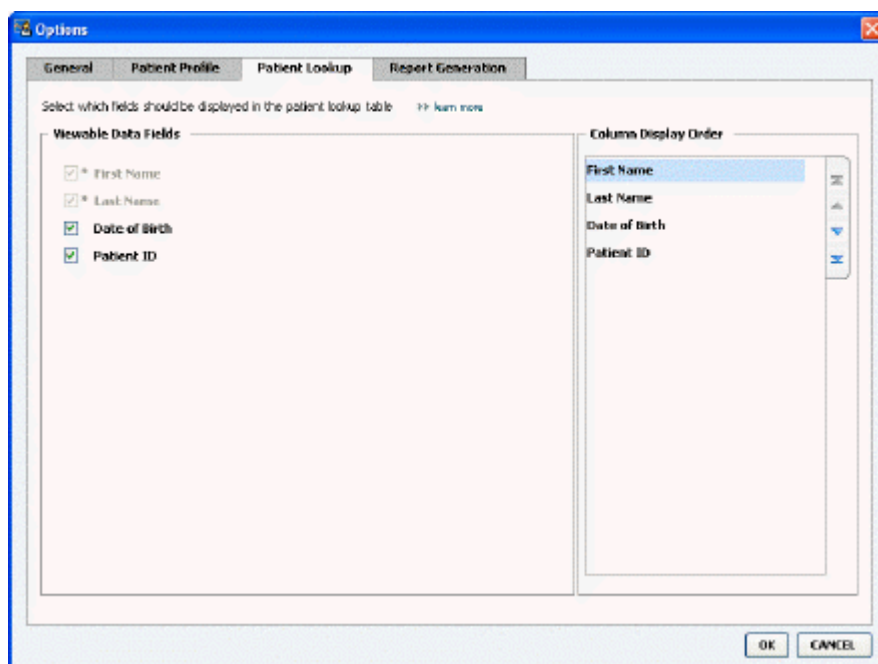 Options
General Patient Profile Patient Lookup Report Generation
Select which fields should be displayed in the patient lookup table >> learn more
Viewable Data Fields
* First Name
* Last Name
Date of Birth
Patient ID
Column Display Order
First Name
Last Name
Date of Birth
Patient ID
OK CANCEL